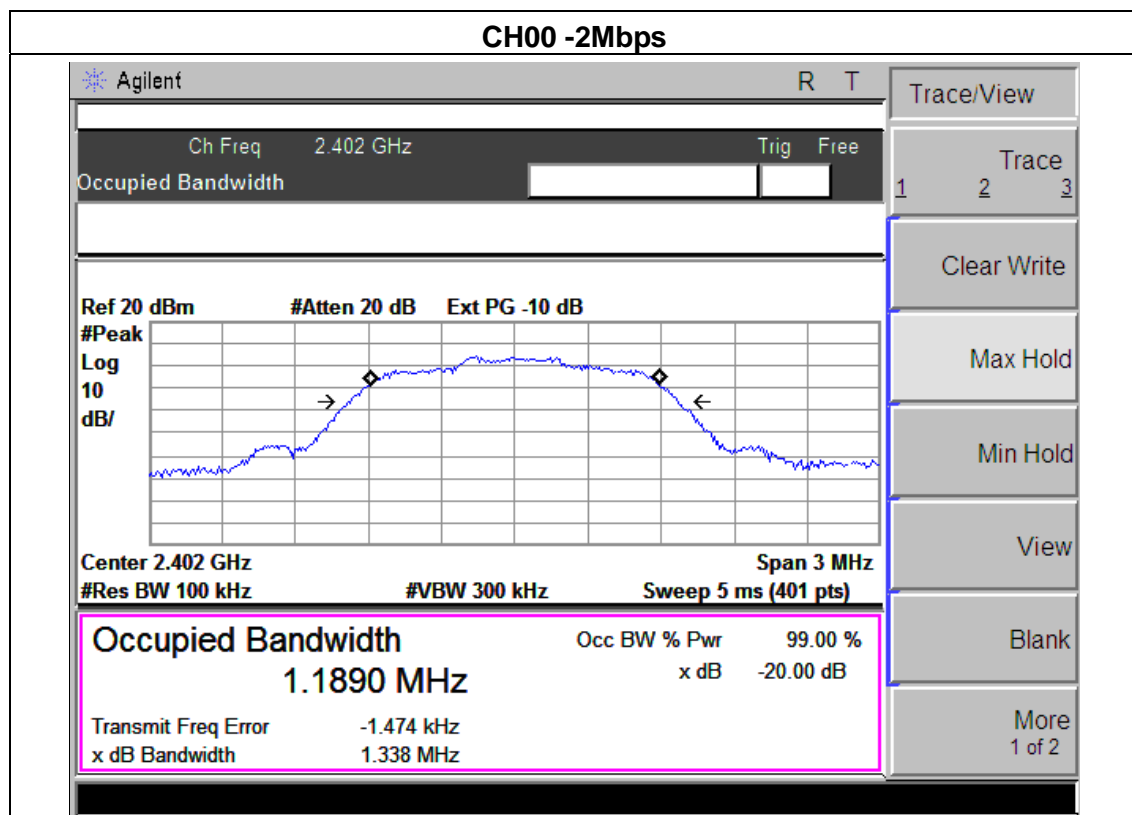 CH00 -2Mbps
Agilent R T
Trace/View
Ch Freq 2.402 GHz Trig Free
Occupied Bandwidth
Trace
1 2 3
Clear Write
Max Hold
Min Hold
View
Blank
More
1 of 2
Ref 20 dBm #Atten 20 dB Ext PG -10 dB
#Peak
Log
10
dB/
Center 2.402 GHz Span 3 MHz
#Res BW 100 kHz #VBW 300 kHz Sweep 5 ms (401 pts)
Occupied Bandwidth Occ BW % Pwr 99.00 %
1.1890 MHz x dB -20.00 dB
Transmit Freq Error -1.474 kHz
x dB Bandwidth 1.338 MHz